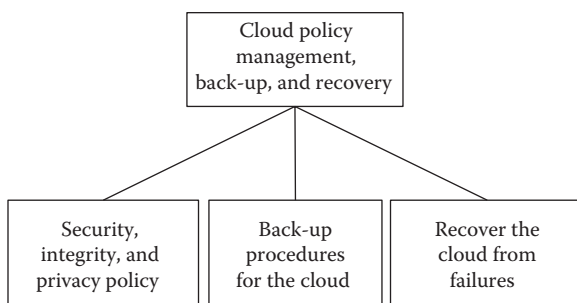 Cloud policy
management,
back-up, and recovery
Security,
integrity, and
privacy policy
Back-up
procedures
for the cloud
Recover the
cloud from
failures